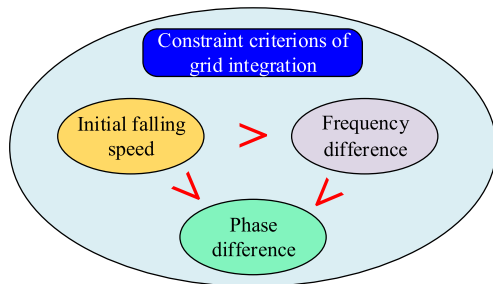 Constraint criterions of
grid integration
Initial falling
speed
>
Frequency
difference
>
>
Phase
difference